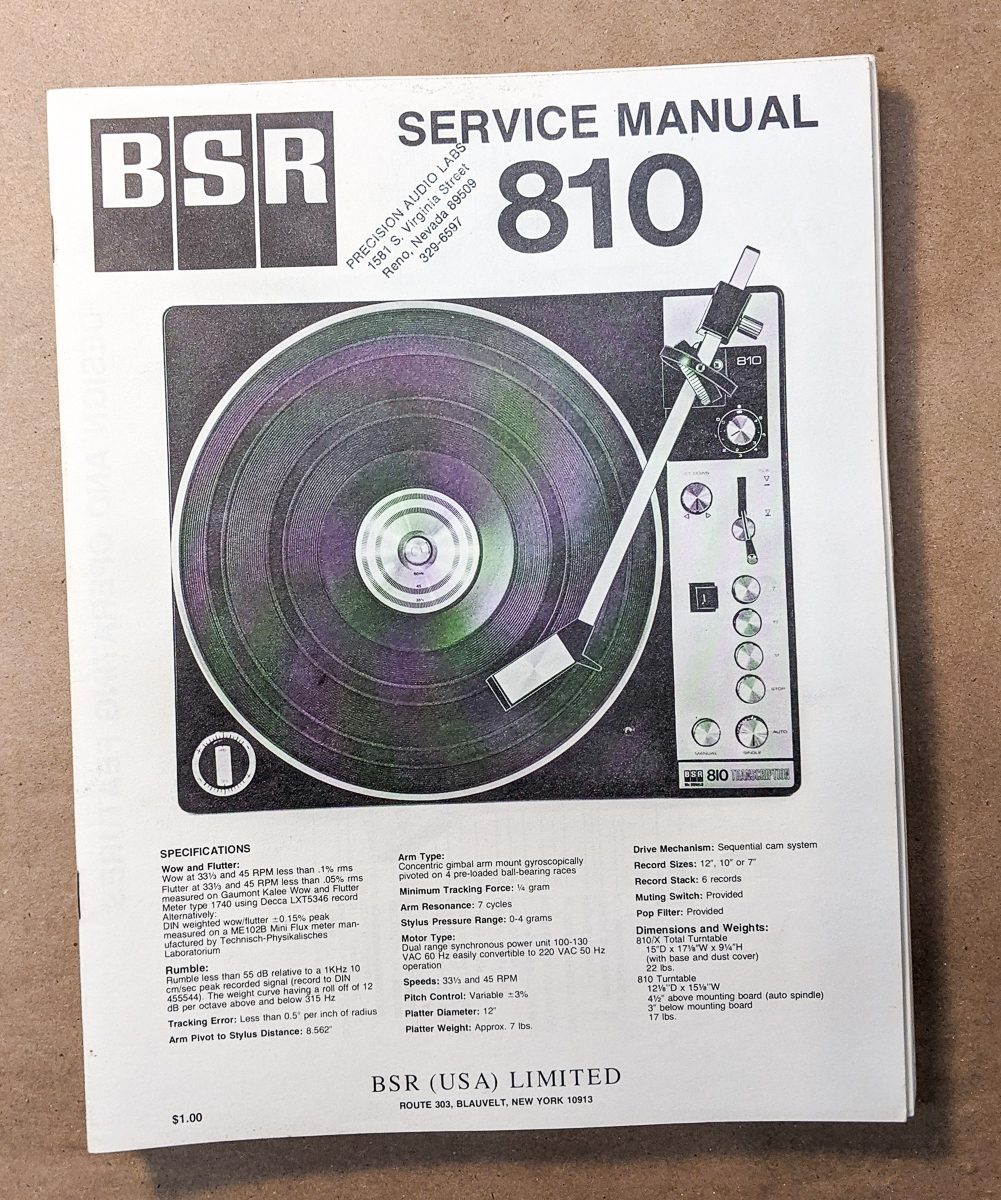 BSR
SERVICE MANUAL
810
PRECISION AUDIO LABS
1581 S. Virginia Street
Reno, Nevada 89509
329-6597
810
MANUAL
SINGLE
AUTO
STOP
BSR 810 TRANSCRIPTION
SPECIFICATIONS
Wow and Flutter:
Wow at 33⅓ and 45 RPM less than .1% rms
Flutter at 33⅓ and 45 RPM less than .05% rms
measured on Gaumont Kalee Wow and Flutter
Meter type 1740 using Decca LXT5346 record
Alternatively:
DIN weighted wow/flutter ±0.15% peak
measured on a ME102B Mini Flux meter man-
ufactured by Technisch-Physikalisches
Laboratorium
Rumble:
Rumble less than 55 dB relative to a 1KHz 10
cm/sec peak recorded signal (record to DIN
455544). The weight curve having a roll off of 12
dB per octave above and below 315 Hz
Tracking Error: Less than 0.5° per inch of radius
Arm Pivot to Stylus Distance: 8.562"
Arm Type:
Concentric gimbal arm mount gyroscopically
pivoted on 4 pre-loaded ball-bearing races
Minimum Tracking Force: ¼ gram
Arm Resonance: 7 cycles
Stylus Pressure Range: 0-4 grams
Motor Type:
Dual range synchronous power unit 100-130
VAC 60 Hz easily convertible to 220 VAC 50 Hz
operation
Speeds: 33⅓ and 45 RPM
Pitch Control: Variable ±3%
Platter Diameter: 12"
Platter Weight: Approx. 7 lbs.
Drive Mechanism: Sequential cam system
Record Sizes: 12", 10" or 7"
Record Stack: 6 records
Muting Switch: Provided
Pop Filter: Provided
Dimensions and Weights:
810/X Total Turntable
15"D x 17⅛"W x 9¼"H
(with base and dust cover)
22 lbs.
810 Turntable
12⅛"D x 15⅛"W
4½" above mounting board (auto spindle)
3" below mounting board
17 lbs.
BSR (USA) LIMITED
ROUTE 303, BLAUVELT, NEW YORK 10913
$1.00